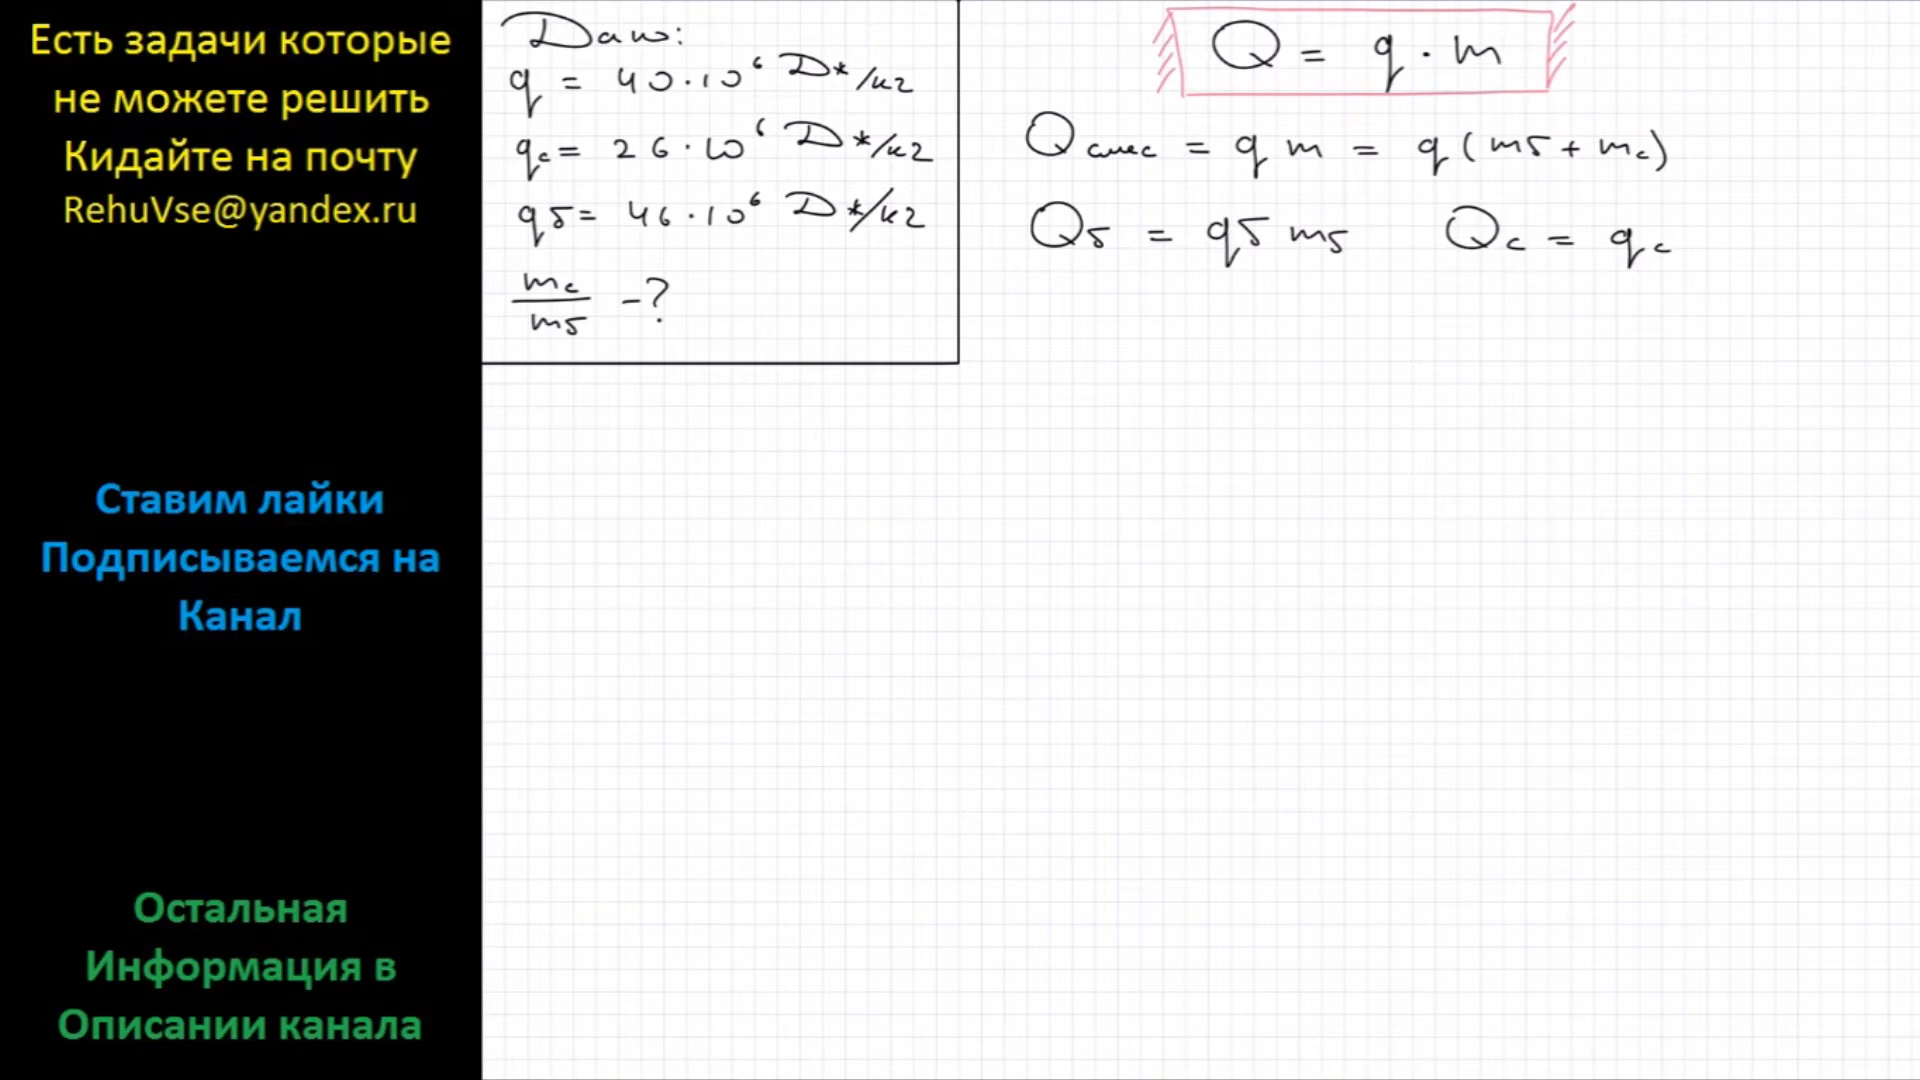 Есть задачи которые
не можете решить
Кидайте на почту
RehuVse@yandex.ru
Ставим лайки
Подписываемся на
Канал
Остальная
Информация в
Описании канала
Дано:
q = 40·10⁶ Дж/кг
qс = 26·10⁶ Дж/кг
qб = 46·10⁶ Дж/кг
mс/mб -?
Q = q · m
Qсмес = q m = q(mб + mс)
Qб = qб mб Qс = qс